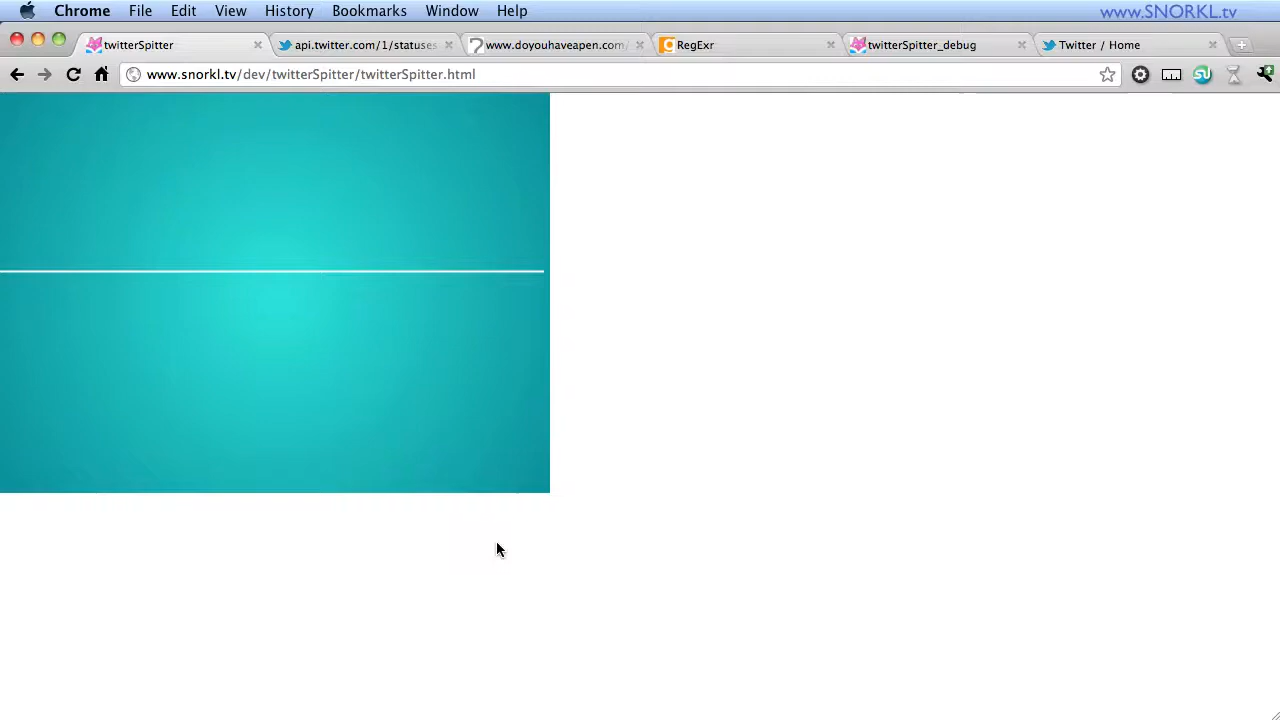 Chrome File Edit View History Bookmarks Window Help www.SNORKL.tv
twitterSpitter api.twitter.com/1/statuses www.doyouhaveapen.com/ RegExr twitterSpitter_debug Twitter / Home
www.snorkl.tv/dev/twitterSpitter/twitterSpitter.html